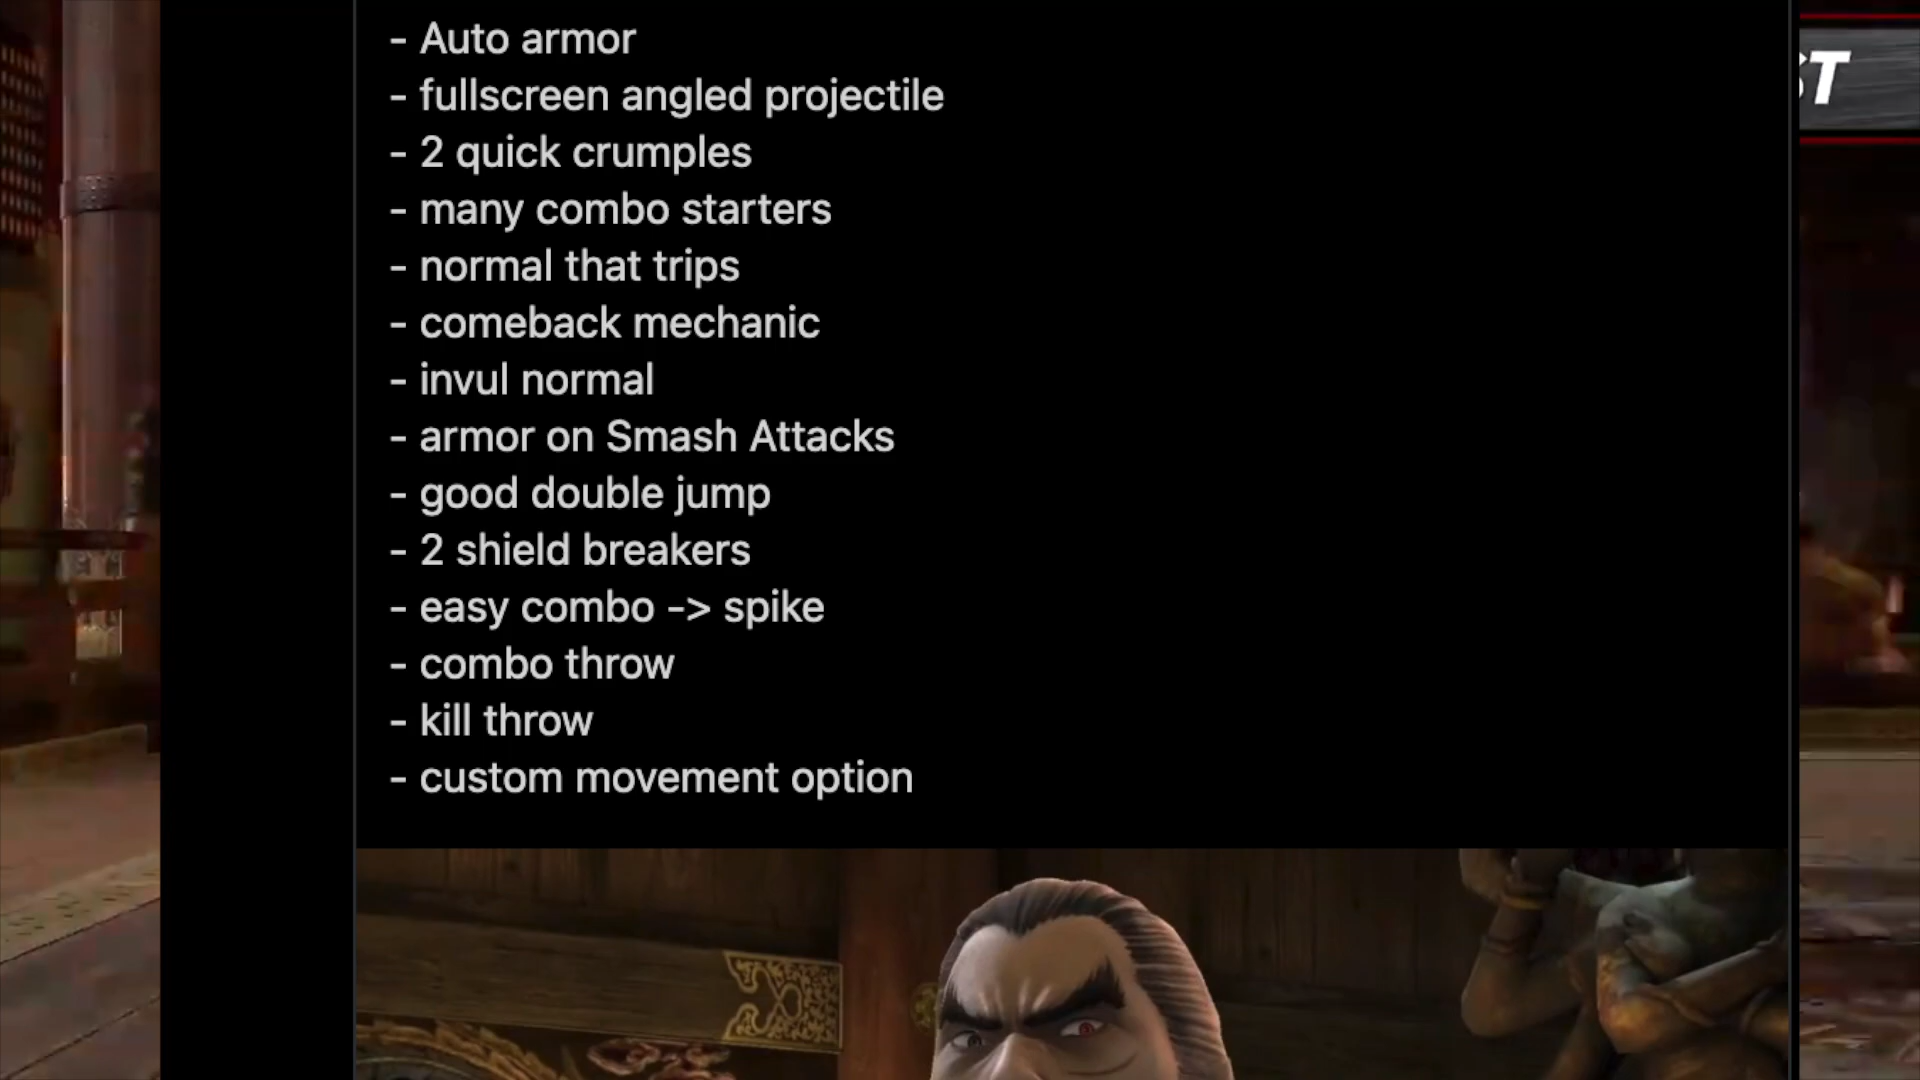 - Auto armor
- fullscreen angled projectile
- 2 quick crumples
- many combo starters
- normal that trips
- comeback mechanic
- invul normal
- armor on Smash Attacks
- good double jump
- 2 shield breakers
- easy combo -> spike
- combo throw
- kill throw
- custom movement option